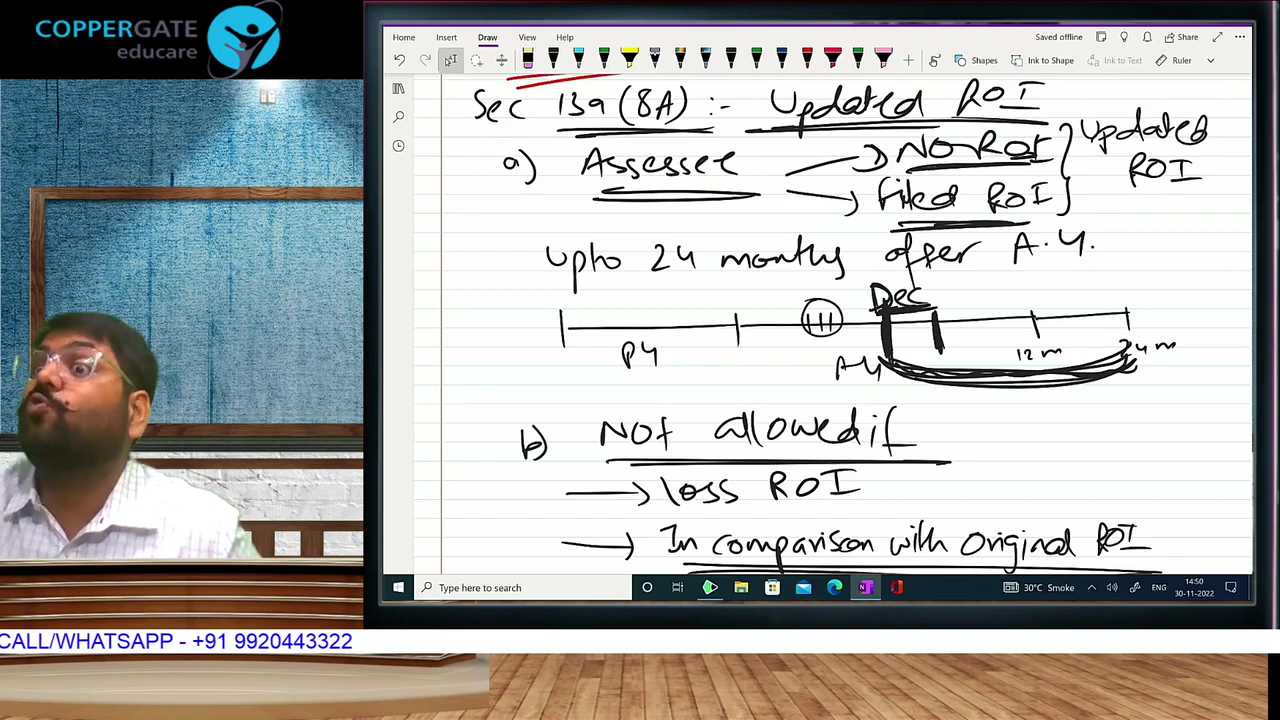 COPPERGATE
educare
Home Insert Draw View Help
Saved offline
Share
Shapes
Ink to Shape
Ink to Text
Ruler
Sec 139(8A) :- Updated ROI
a) Assessee
NO ROI
Filed ROI
Updated
ROI
Upto 24 months after A.Y.
Dec
PY
A-Y
12 m
24 m
b) Not allowed if
loss ROI
In comparison with original ROI
Type here to search
30°C Smoke
ENG
14:50
30-11-2022
CALL/WHATSAPP - +91 9920443322